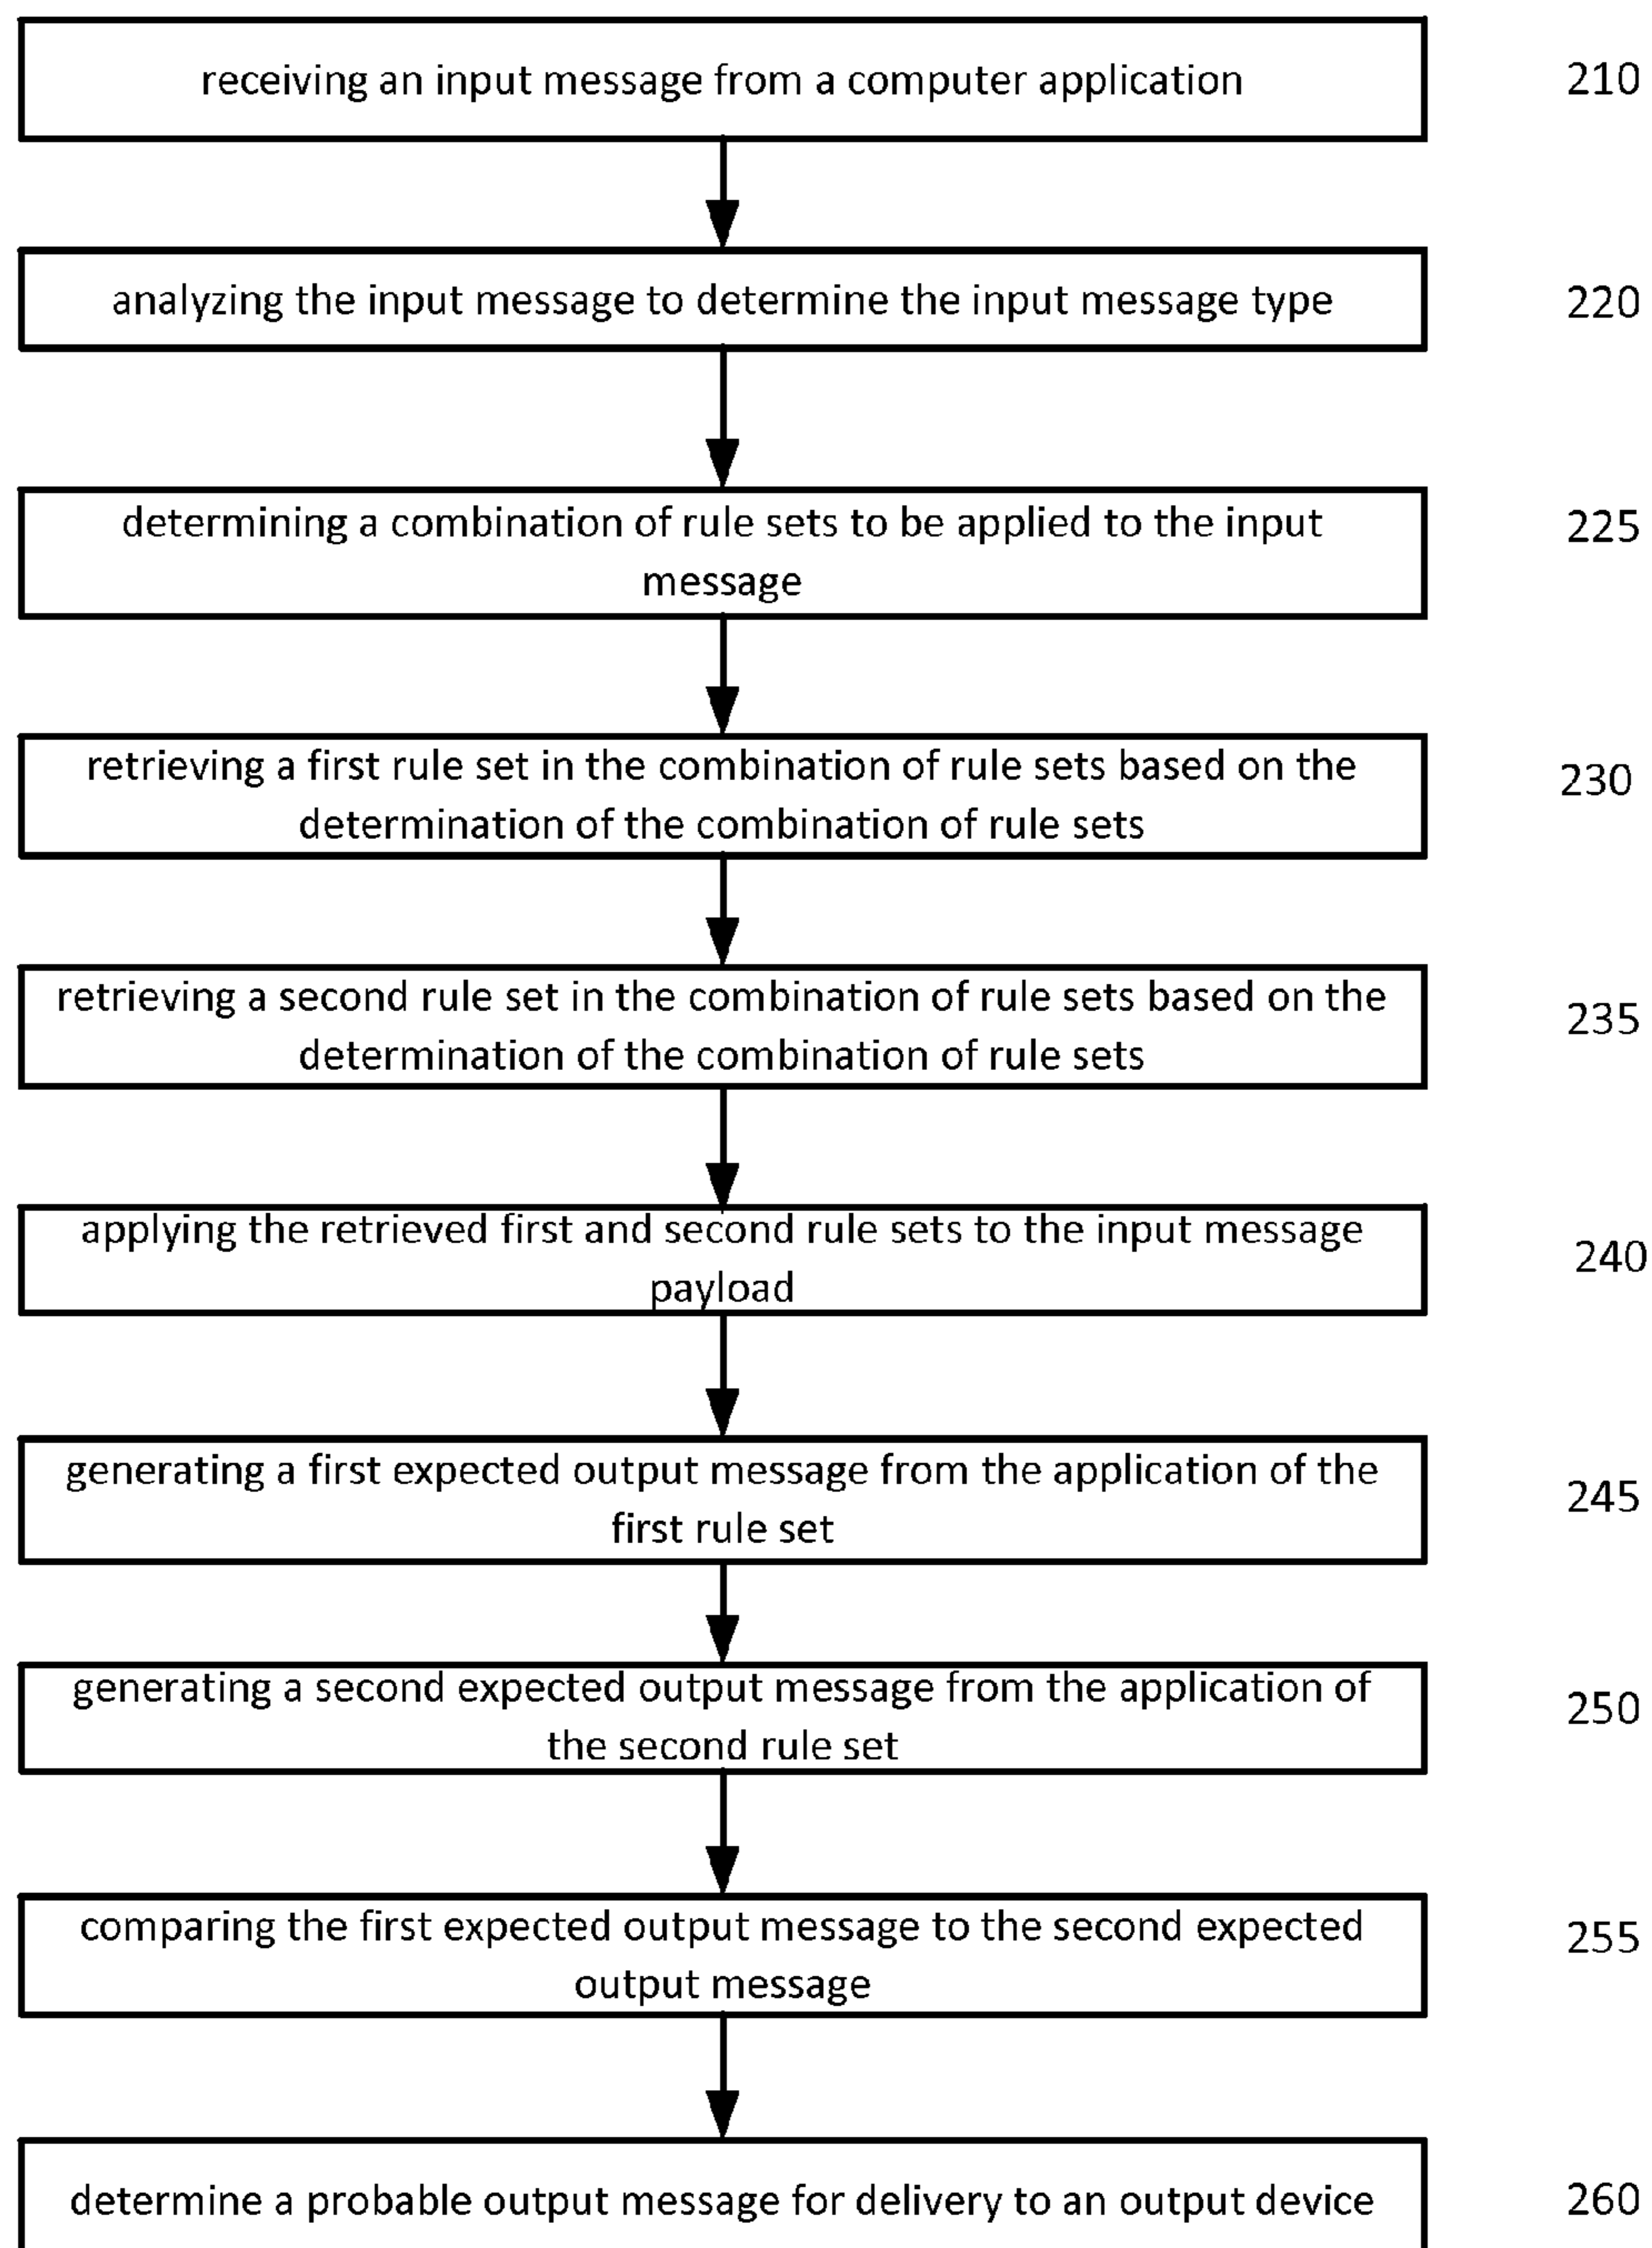 receiving an input message from a computer application
210
analyzing the input message to determine the input message type
220
determining a combination of rule sets to be applied to the input
message
225
retrieving a first rule set in the combination of rule sets based on the
determination of the combination of rule sets
230
retrieving a second rule set in the combination of rule sets based on the
determination of the combination of rule sets
235
applying the retrieved first and second rule sets to the input message
payload
240
generating a first expected output message from the application of the
first rule set
245
generating a second expected output message from the application of
the second rule set
250
comparing the first expected output message to the second expected
output message
255
determine a probable output message for delivery to an output device
260